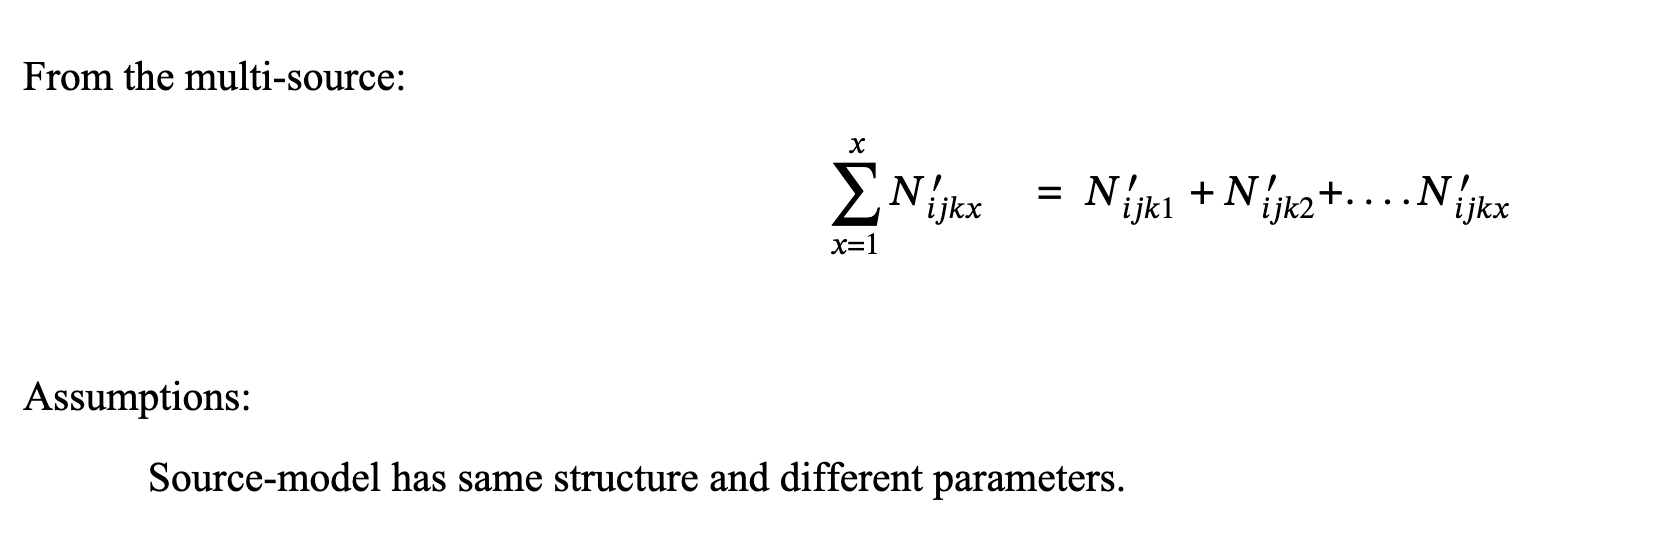 From the multi-source:
\sum_{x=1}^{x} N'_{ijkx} = N'_{ijk1} + N'_{ijk2} + . . . . N'_{ijkx}
Assumptions:
Source-model has same structure and different parameters.